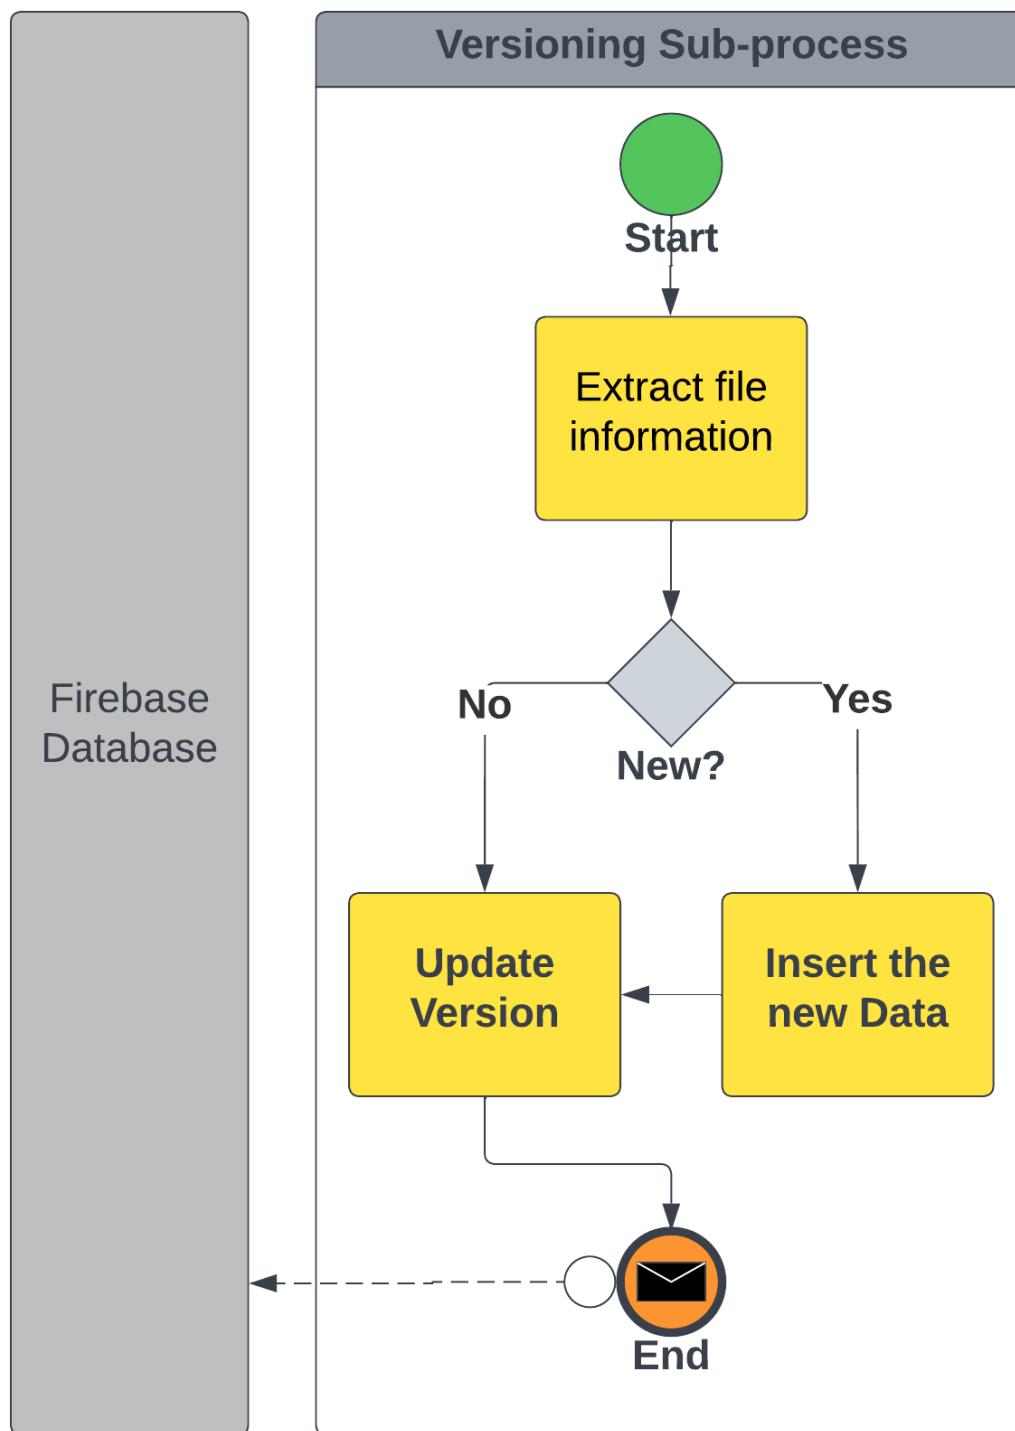 Versioning Sub-process
Start
Extract file
information
Firebase
Database
No
Yes
New?
Update
Version
Insert the
new Data
End